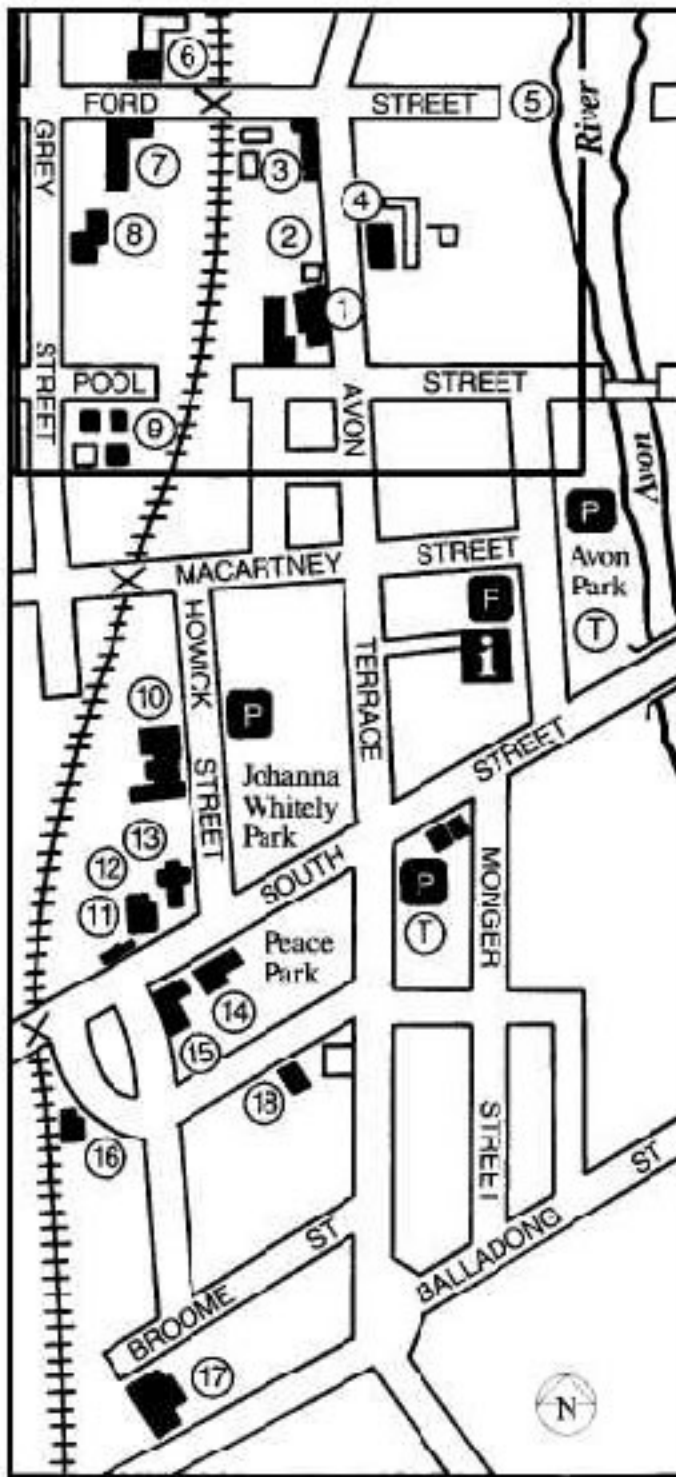 6
FORD STREET
5
River
GREY STREET
7
3
4
8
2
1
POOL STREET
AVON TERRACE
9
Avon
P
MACARTNEY STREET
Avon
Park
F
T
i
HOWICK STREET
10
P
Johanna
Whitely
Park
SOUTH STREET
13
12
11
P
T
MONGER STREET
Peace
Park
14
15
18
16
BROOME ST
BALLADONG ST
17
N